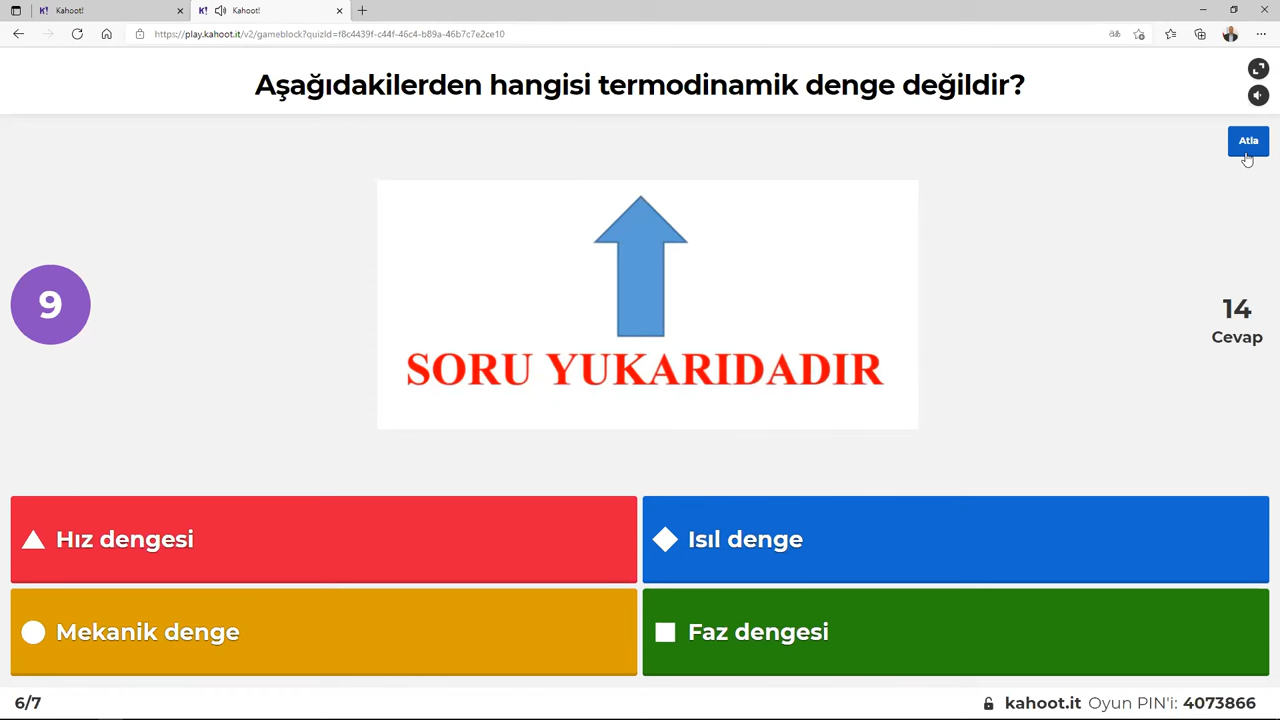 Kahoot!
Kahoot!
https://play.kahoot.it/v2/gameblock?quizId=f8c4439f-c44f-46c4-b89a-46b7c7e2ce10
Aşağıdakilerden hangisi termodinamik denge değildir?
Atla
9
14
Cevap
SORU YUKARIDADIR
Hız dengesi
Isıl denge
Mekanik denge
Faz dengesi
6/7
kahoot.it Oyun PIN'i: 4073866